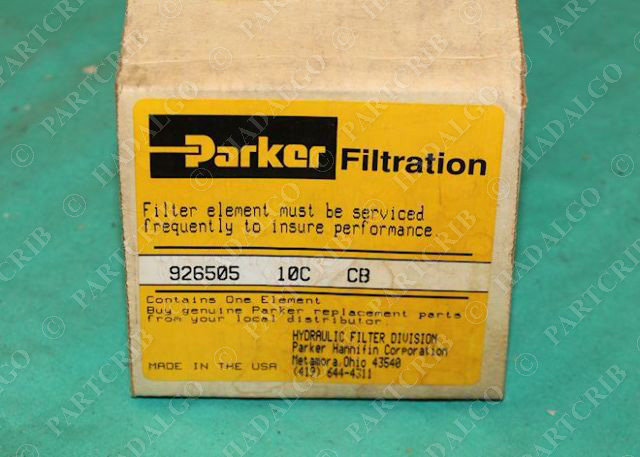 Parker Filtration
Filter element must be serviced
frequently to insure performance.
926505 10C CB
Contains One Element
Buy genuine Parker replacement parts
from your local distributor.
HYDRAULIC FILTER DIVISION
Parker Hannifin Corporation
Metamora, Ohio 43540
(419) 644-4311
MADE IN THE USA
© PARTCRIB
© HJADALGO